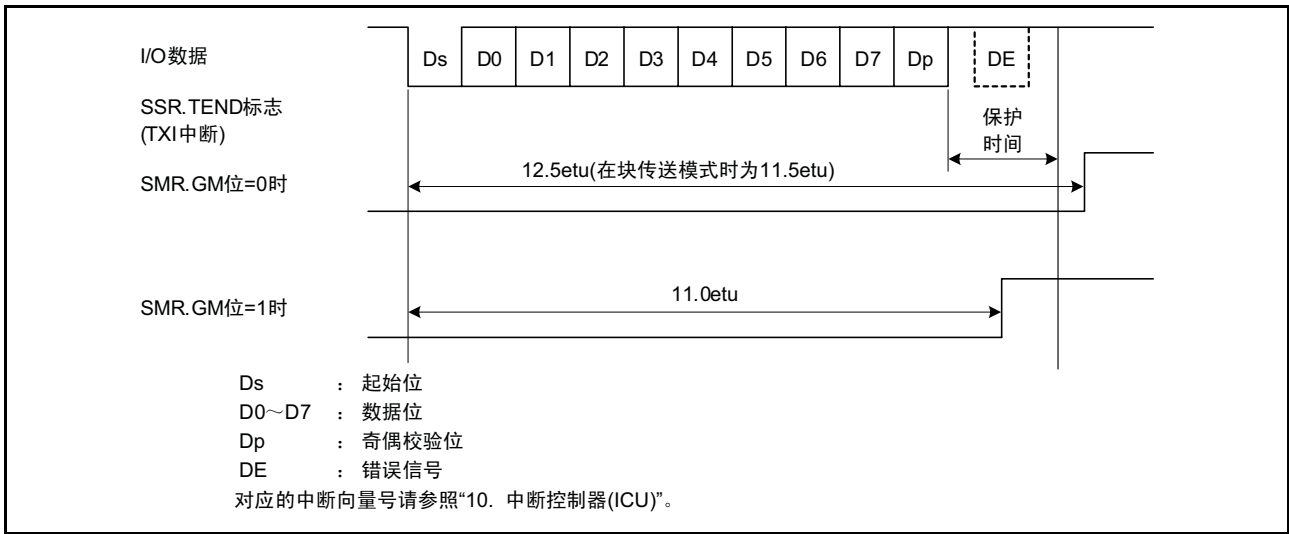 I/O数据
Ds D0 D1 D2 D3 D4 D5 D6 D7 Dp DE
SSR.TEND标志
(TXI中断)
保护
时间
12.5etu(在块传送模式时为11.5etu)
SMR.GM位=0时
11.0etu
SMR.GM位=1时
Ds : 起始位
D0~D7 : 数据位
Dp : 奇偶校验位
DE : 错误信号
对应的中断向量号请参照“10. 中断控制器(ICU)”。